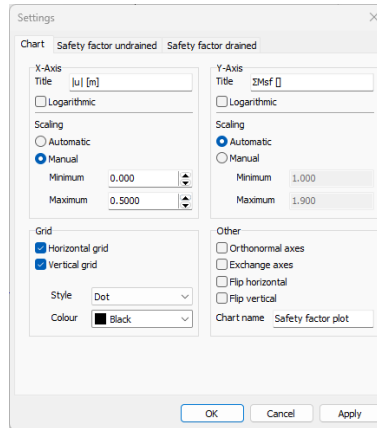 Settings
Chart Safety factor undrained Safety factor drained
X-Axis
Title |u| [m]
Logarithmic
Scaling
Automatic
Manual
Minimum 0.000
Maximum 0.5000
Y-Axis
Title ΣMsf []
Logarithmic
Scaling
Automatic
Manual
Minimum 1.000
Maximum 1.900
Grid
Horizontal grid
Vertical grid
Style Dot
Colour Black
Other
Orthonormal axes
Exchange axes
Flip horizontal
Flip vertical
Chart name Safety factor plot
OK Cancel Apply